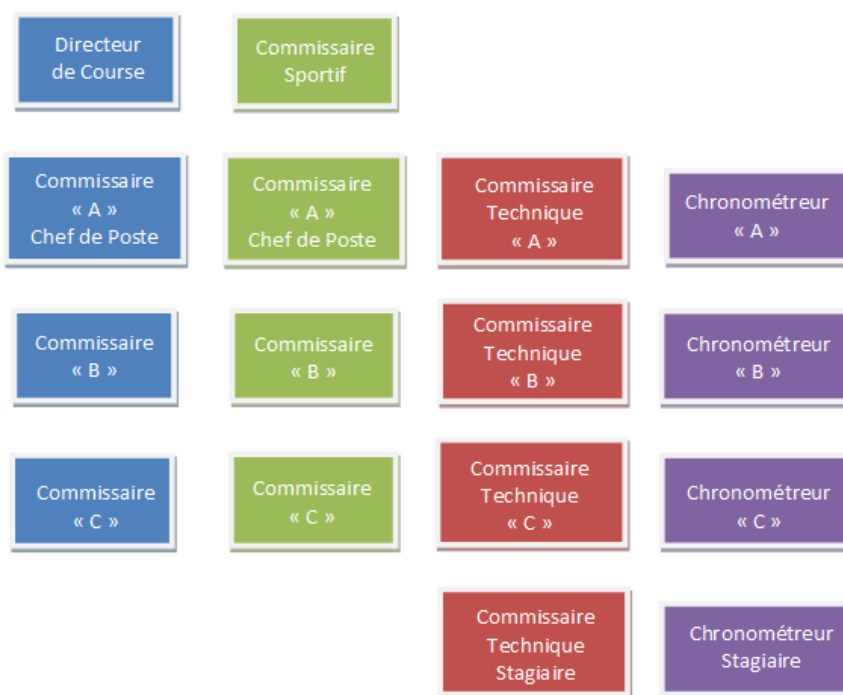 Directeur
de Course
Commissaire
Sportif
Commissaire
« A »
Chef de Poste
Commissaire
« A »
Chef de Poste
Commissaire
Technique
« A »
Chronométreur
« A »
Commissaire
« B »
Commissaire
« B »
Commissaire
Technique
« B »
Chronométreur
« B »
Commissaire
« C »
Commissaire
« C »
Commissaire
Technique
« C »
Chronométreur
« C »
Commissaire
Technique
Stagiaire
Chronométreur
Stagiaire